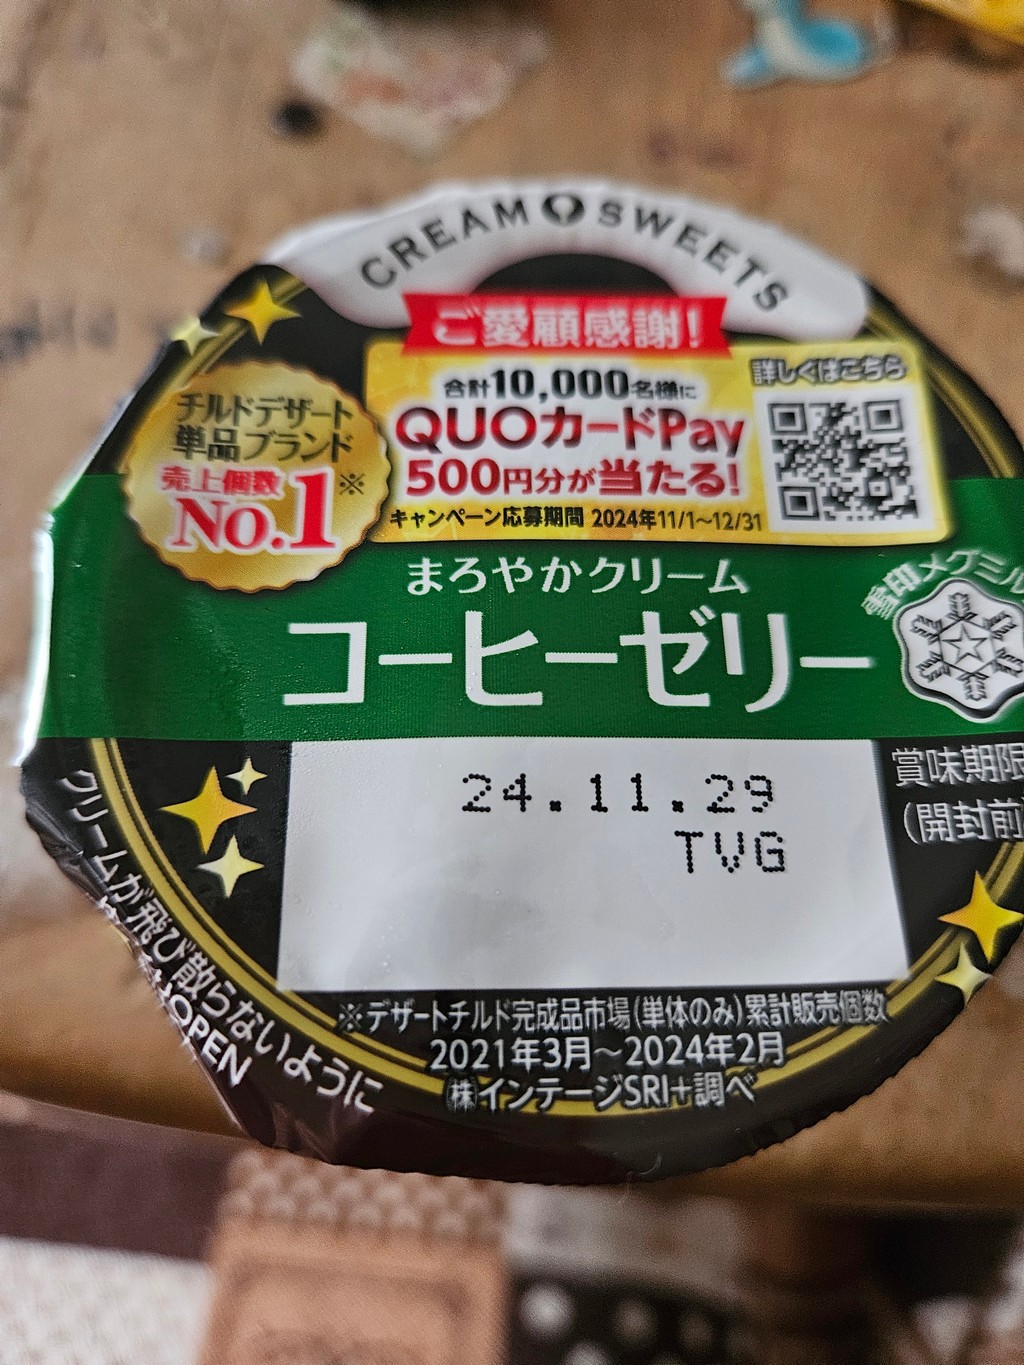 CREAM SWEETS
ご愛顧感謝!
合計10,000名様に
QUOカードPay
500円分が当たる!
キャンペーン応募期間 2024年11/1~12/31
詳しくはこちら
チルドデザート
単品ブランド
売上個数
No.1※
まろやかクリーム
コーヒーゼリー
雪印メグミル
24.11.29
TVG
賞味期限
(開封前)
※デザートチルド完成品市場(単体のみ)累計販売個数
2021年3月~2024年2月
㈱インテージSRI+調べ
クリームが飛び散らないように
OPEN